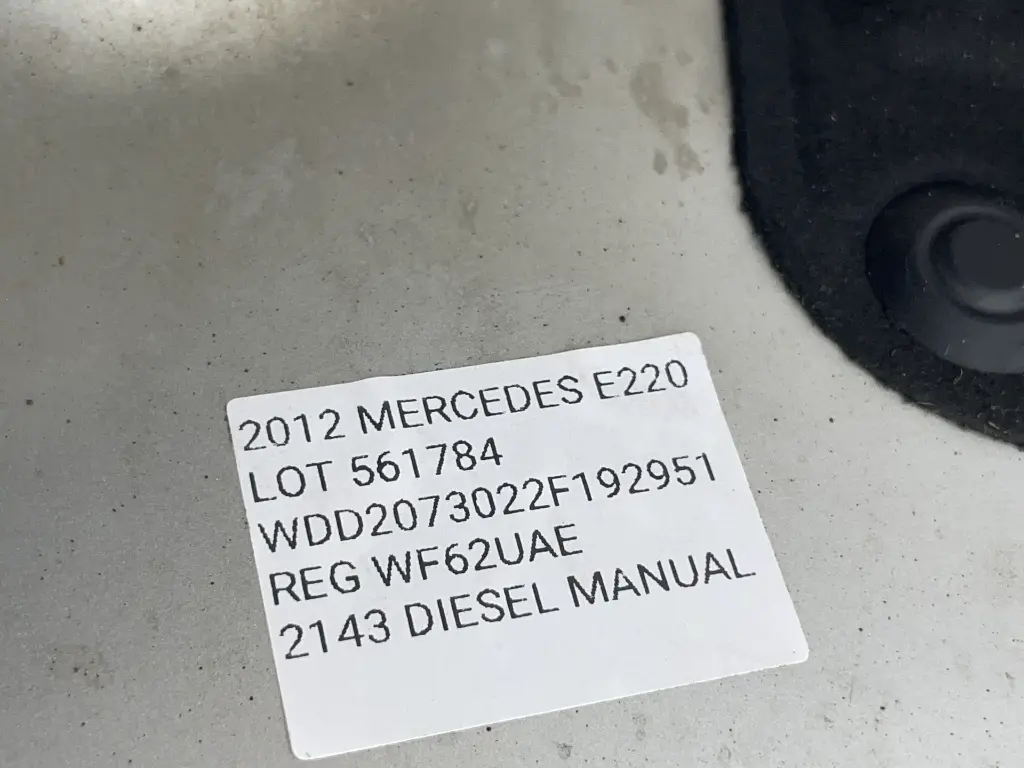 2012 MERCEDES E220
LOT 561784
WDD2073022F192951
REG WF62UAE
2143 DIESEL MANUAL